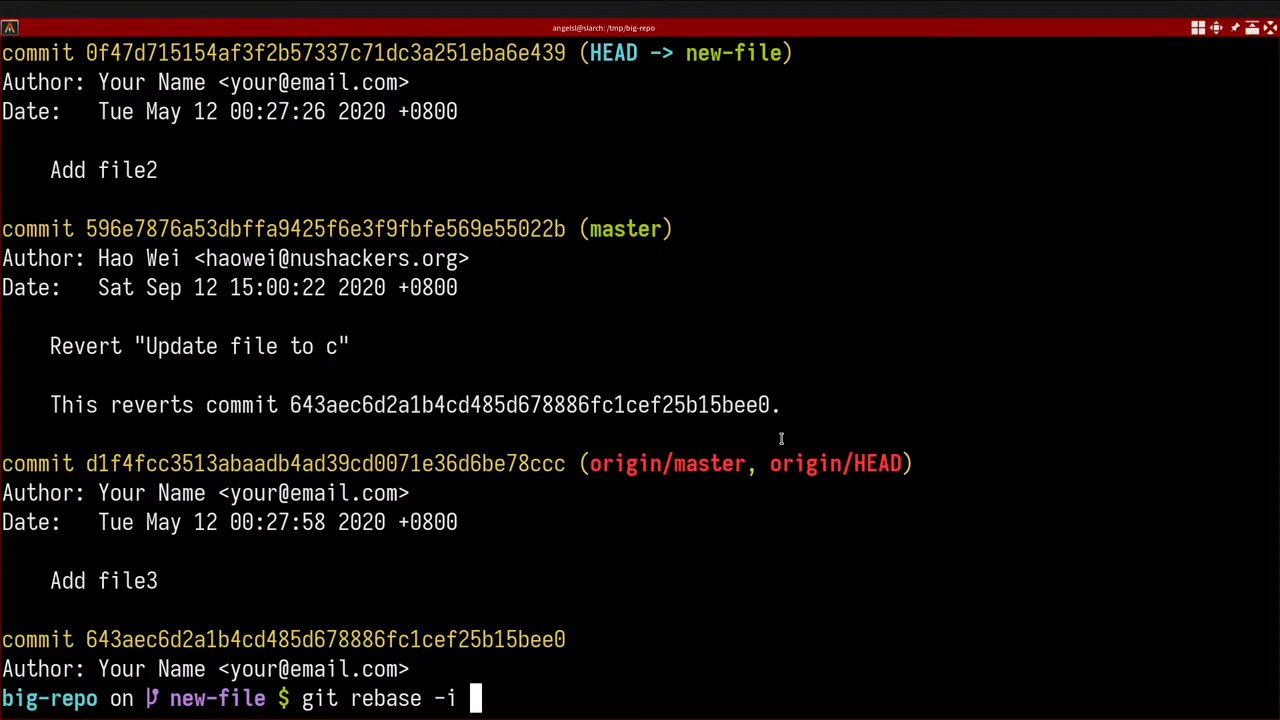 angelsl@slarch: /tmp/big-repo
commit 0f47d715154af3f2b57337c71dc3a251eba6e439 (HEAD -> new-file)
Author: Your Name <your@email.com>
Date:   Tue May 12 00:27:26 2020 +0800
    Add file2
commit 596e7876a53dbffa9425f6e3f9fbfe569e55022b (master)
Author: Hao Wei <haowei@nushackers.org>
Date:   Sat Sep 12 15:00:22 2020 +0800
    Revert "Update file to c"
    This reverts commit 643aec6d2a1b4cd485d678886fc1cef25b15bee0.
commit d1f4fcc3513abaadb4ad39cd0071e36d6be78ccc (origin/master, origin/HEAD)
Author: Your Name <your@email.com>
Date:   Tue May 12 00:27:58 2020 +0800
    Add file3
commit 643aec6d2a1b4cd485d678886fc1cef25b15bee0
Author: Your Name <your@email.com>
big-repo on new-file $ git rebase -i